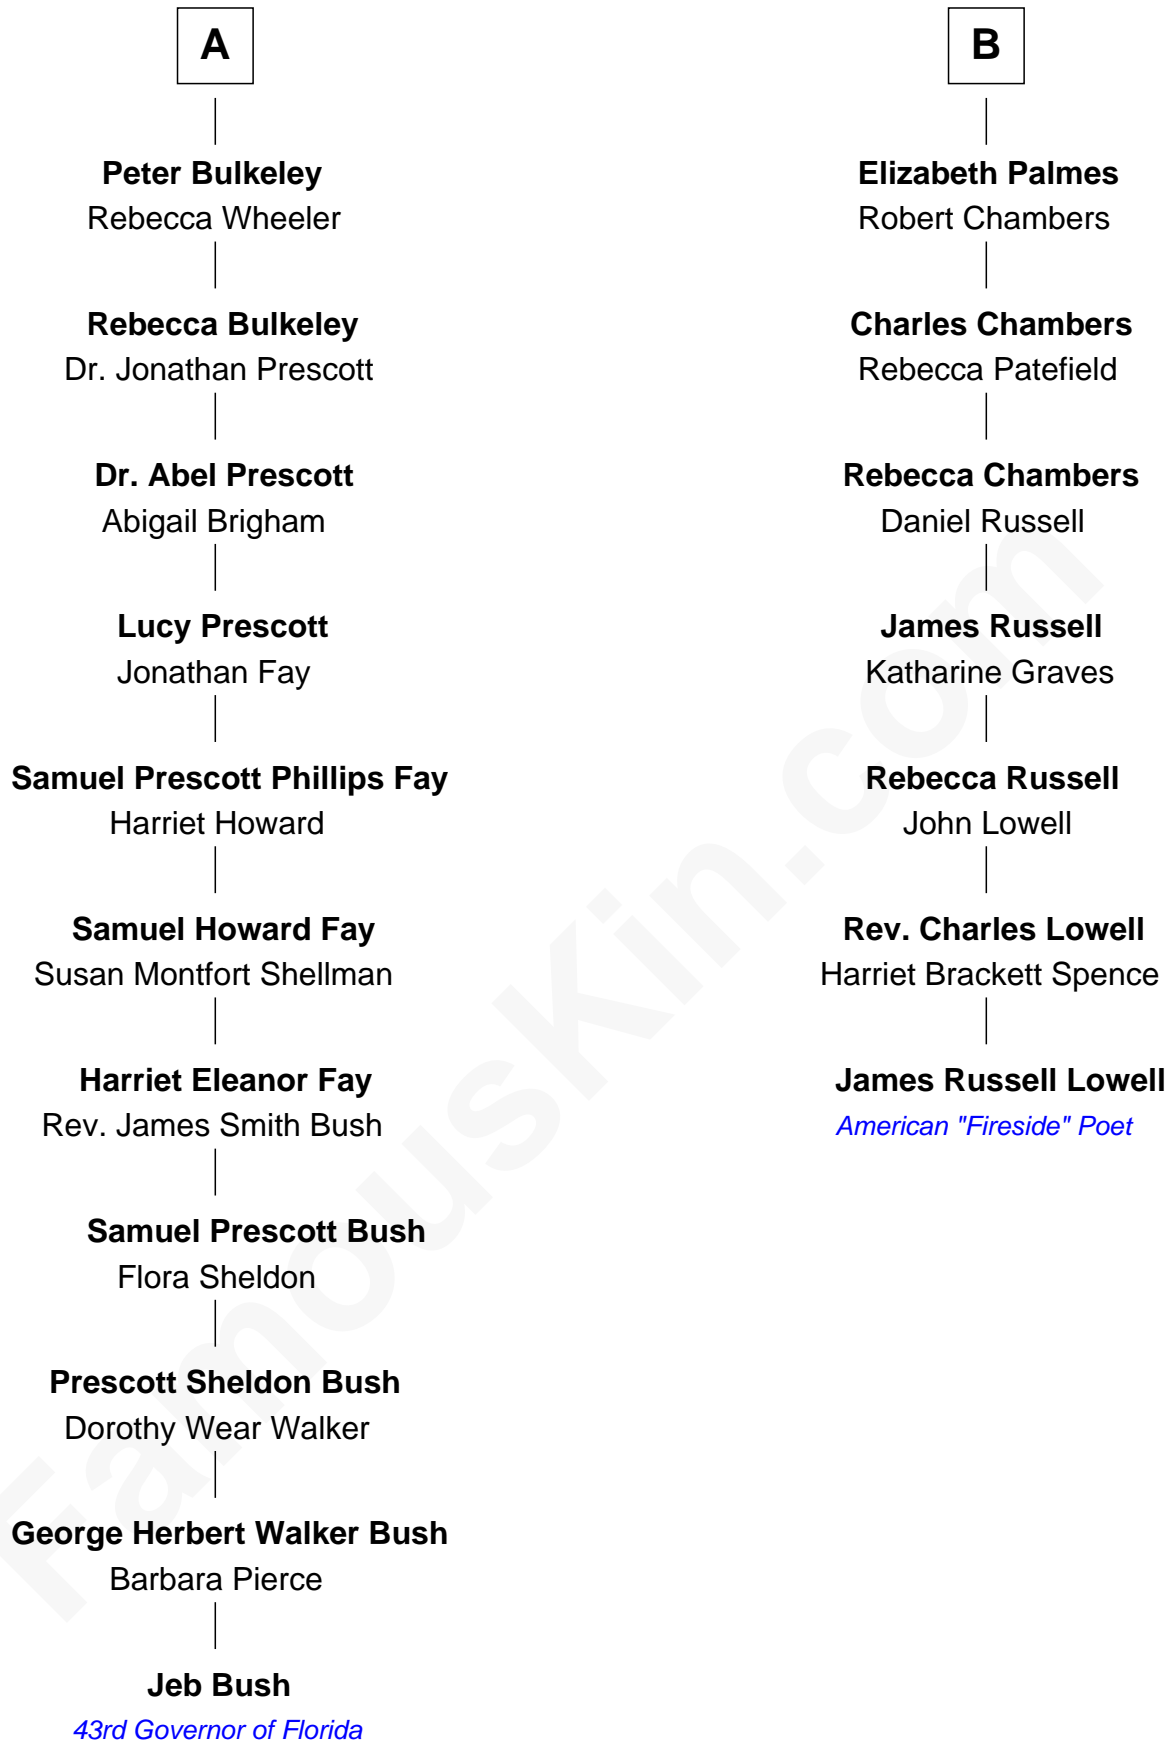 A
Peter Bulkeley
Rebecca Wheeler
Rebecca Bulkeley
Dr. Jonathan Prescott
Dr. Abel Prescott
Abigail Brigham
Lucy Prescott
Jonathan Fay
Samuel Prescott Phillips Fay
Harriet Howard
Samuel Howard Fay
Susan Montfort Shellman
Harriet Eleanor Fay
Rev. James Smith Bush
Samuel Prescott Bush
Flora Sheldon
Prescott Sheldon Bush
Dorothy Wear Walker
George Herbert Walker Bush
Barbara Pierce
Jeb Bush
43rd Governor of Florida
B
Elizabeth Palmes
Robert Chambers
Charles Chambers
Rebecca Patefield
Rebecca Chambers
Daniel Russell
James Russell
Katharine Graves
Rebecca Russell
John Lowell
Rev. Charles Lowell
Harriet Brackett Spence
James Russell Lowell
American "Fireside" Poet
FamousKin.com